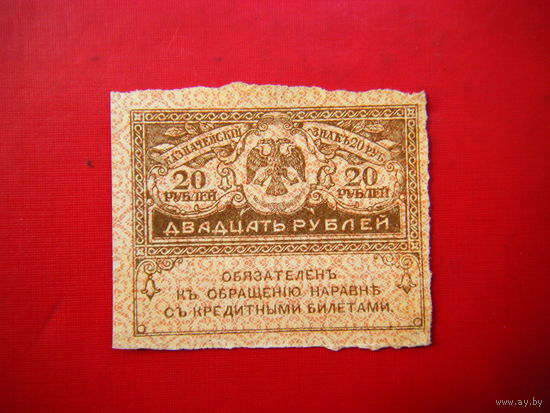 КАЗНАЧЕЙСКІЙ ЗНАКЪ 20 РУБ.
20 РУБЛЕЙ
20 РУБЛЕЙ
ДВАДЦАТЬ РУБЛЕЙ.
ОБЯЗАТЕЛЕНЪ
КЪ ОБРАЩЕНІЮ НАРАВНѢ
СЪ КРЕДИТНЫМИ БИЛЕТАМИ.
© www.ay.by